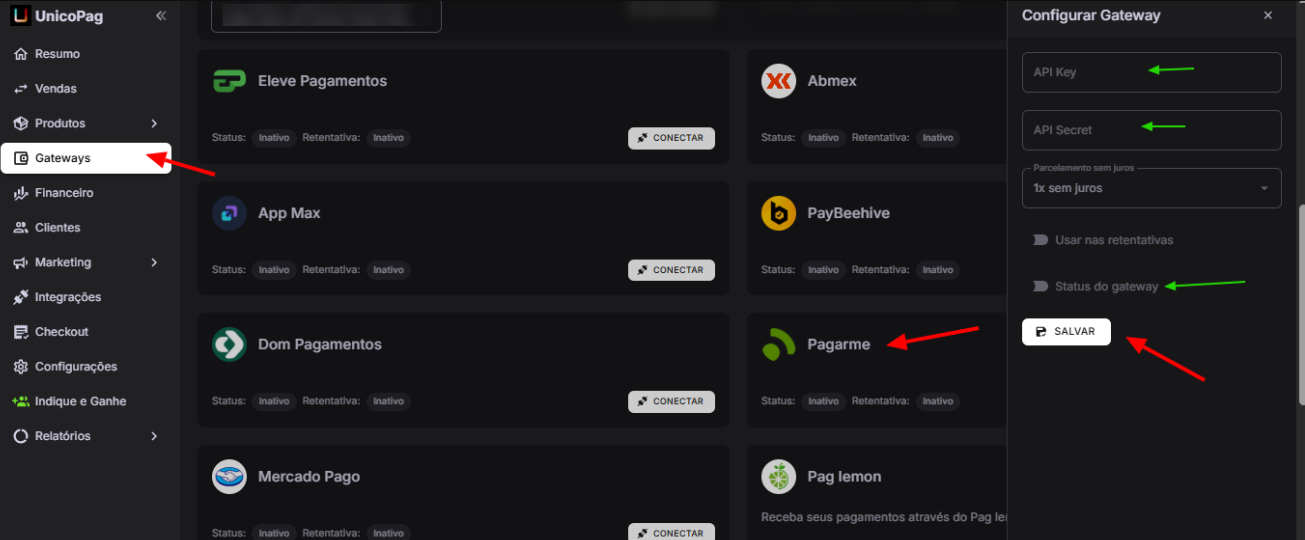 UnicoPag
Resumo
Vendas
Produtos
Gateways
Financeiro
Clientes
Marketing
Integrações
Checkout
Configurações
Indique e Ganhe
Relatórios
Eleve Pagamentos
Status: Inativo Retentativa: Inativo
CONECTAR
Abmex
Status: Inativo Retentativa: Inativo
App Max
Status: Inativo Retentativa: Inativo
CONECTAR
PayBeehive
Status: Inativo Retentativa: Inativo
Dom Pagamentos
Status: Inativo Retentativa: Inativo
CONECTAR
Pagarme
Status: Inativo Retentativa: Inativo
Mercado Pago
Status: Inativo Retentativa: Inativo
CONECTAR
Pag lemon
Receba seus pagamentos através do Pag
Configurar Gateway
API Key
API Secret
Parcelamento sem juros
1x sem juros
Usar nas retentativas
Status do gateway
SALVAR